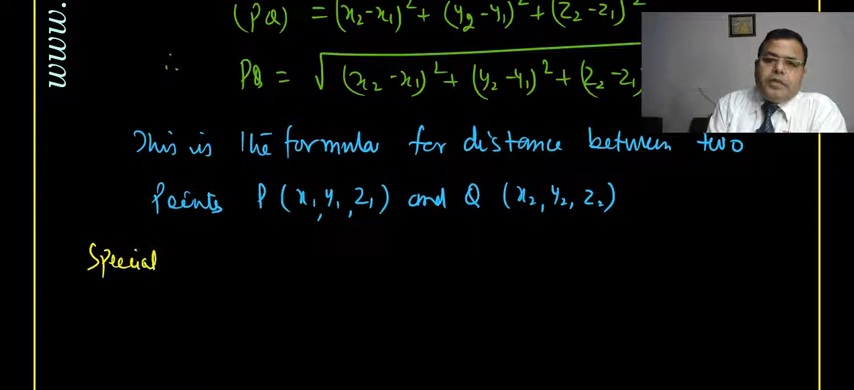 www.
(PQ)² = (x₂-x₁)² + (y₂-y₁)² + (z₂-z₁)²
∴ PQ = √(x₂-x₁)² + (y₂-y₁)² + (z₂-z₁)
This is the formula for distance between two
points P (x₁, y₁, z₁) and Q (x₂, y₂, z₂)
Special